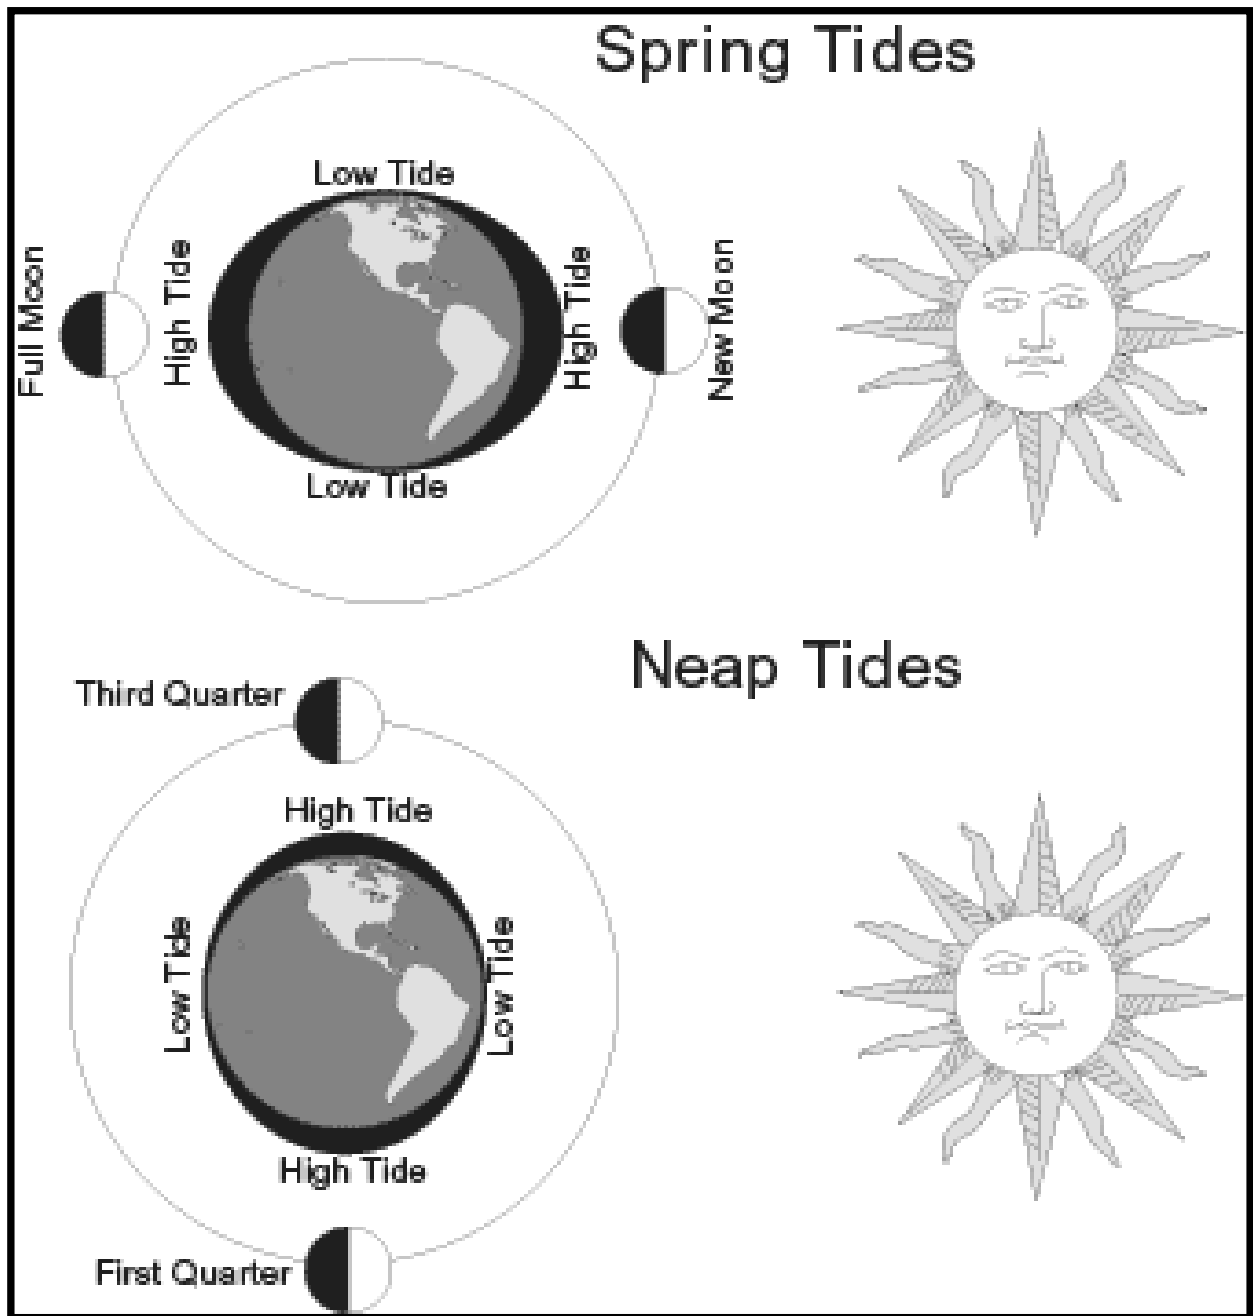 Spring Tides
Low Tide
Full Moon
High Tide
High Tide
New Moon
Low Tide
Neap Tides
Third Quarter
High Tide
Low Tide
Low Tide
High Tide
First Quarter